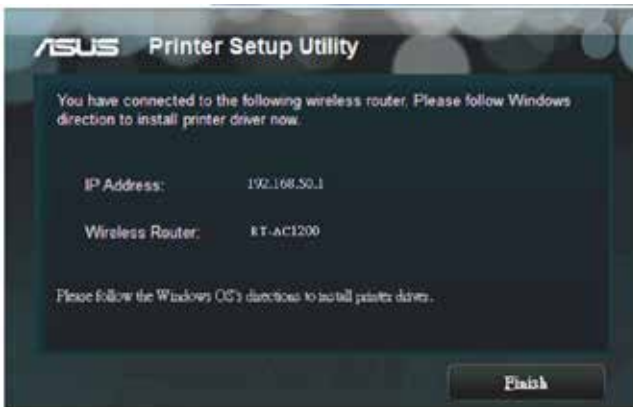 ASUS Printer Setup Utility
You have connected to the following wireless router. Please follow Windows
direction to install printer driver now.
IP Address: 192.168.50.1
Wireless Router: RT-AC1200
Please follow the Windows OS's directions to install printer driver.
Finish